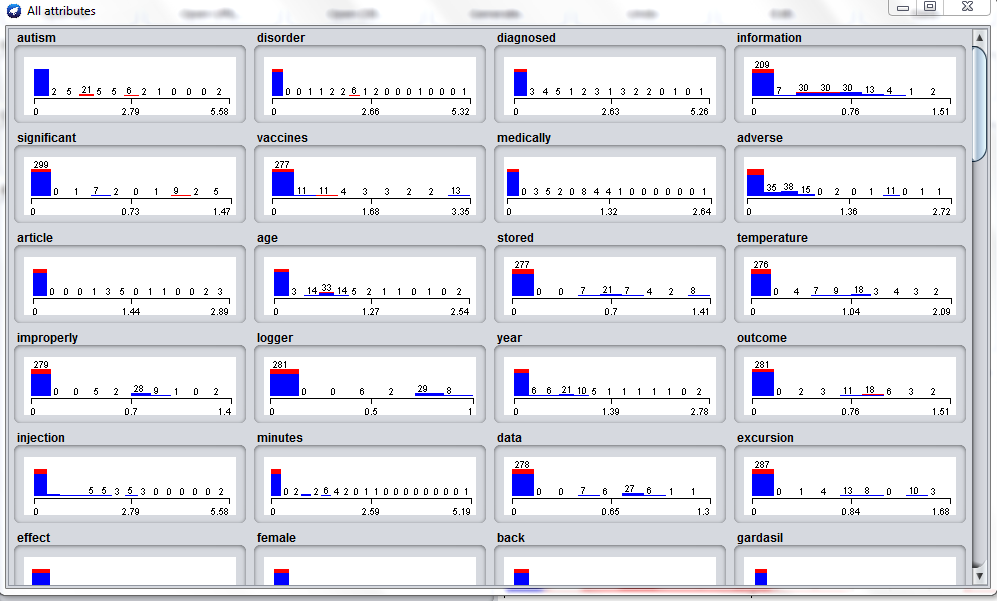 All attributes
autism disorder diagnosed information
2 5 21 5 5 6 2 1 0 0 0 2
0 2.79 5.58
0 0 1 1 2 2 6 1 2 0 0 1 0 0 0 1
0 2.66 5.32
3 4 5 1 2 3 1 3 2 2 0 1 0 1
0 2.63 5.26
209
7 30 30 30 13 4 1 2
0 0.76 1.51
significant vaccines medically adverse
299
0 1 7 2 0 1 9 2 5
0 0.73 1.47
277
11 11 4 3 3 2 2 13
0 1.68 3.35
0 3 5 2 0 8 4 4 1 0 0 0 0 0 0 1
0 1.32 2.64
35 38 15 0 2 0 1 11 0 1 1
0 1.36 2.72
article age stored temperature
0 0 0 1 3 5 0 1 1 0 0 2 3
0 1.44 2.89
3 14 33 14 5 2 1 1 0 1 0 2
0 1.27 2.54
277
0 0 7 21 7 4 2 8
0 0.7 1.41
276
0 4 7 9 18 3 4 3 2
0 1.04 2.09
improperly logger year outcome
279
0 0 5 2 28 9 1 0 2
0 0.7 1.4
281
0 0 6 2 29 8
0 0.5 1
6 6 21 10 5 1 1 1 1 1 0 2
0 1.39 2.78
281
0 2 3 11 18 6 3 2
0 0.76 1.51
injection minutes data excursion
5 5 3 5 3 0 0 0 0 0 2
0 2.79 5.58
0 2 2 6 4 2 0 1 1 0 0 0 0 0 0 0 1
0 2.59 5.19
278
0 0 7 6 27 6 1 1
0 0.65 1.3
287
0 1 4 13 8 0 10 3
0 0.84 1.68
effect female back gardasil